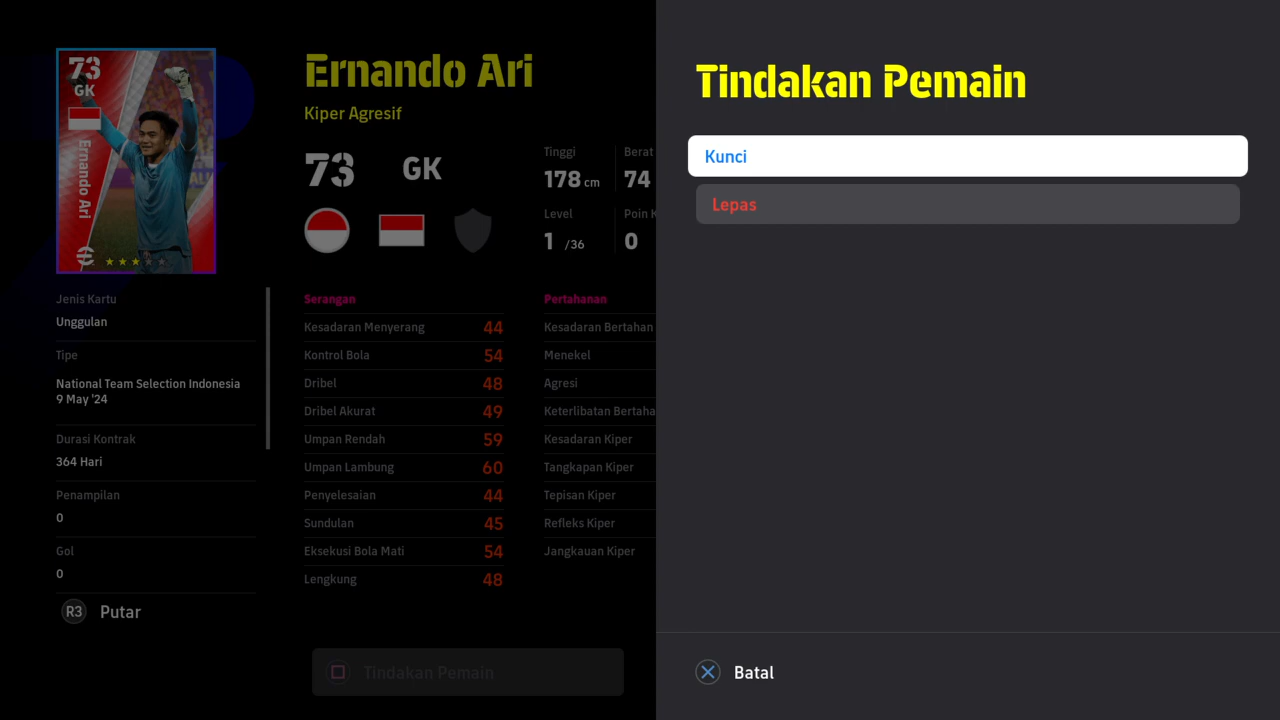 73
GK
Ernando Ari
Jenis Kartu
Unggulan
Tipe
National Team Selection Indonesia
9 May '24
Durasi Kontrak
364 Hari
Penampilan
0
Gol
0
R3 Putar
Ernando Ari
Kiper Agresif
73 GK
Tinggi Berat
178 cm 74
Level Poin K
1 /36 0
Serangan
Kesadaran Menyerang 44
Kontrol Bola 54
Dribel 48
Dribel Akurat 49
Umpan Rendah 59
Umpan Lambung 60
Penyelesaian 44
Sundulan 45
Eksekusi Bola Mati 54
Lengkung 48
Pertahanan
Kesadaran Bertahan
Menekel
Agresi
Keterlibatan Bertaha
Kesadaran Kiper
Tangkapan Kiper
Tepisan Kiper
Refleks Kiper
Jangkauan Kiper
Tindakan Pemain
Tindakan Pemain
Kunci
Lepas
Batal